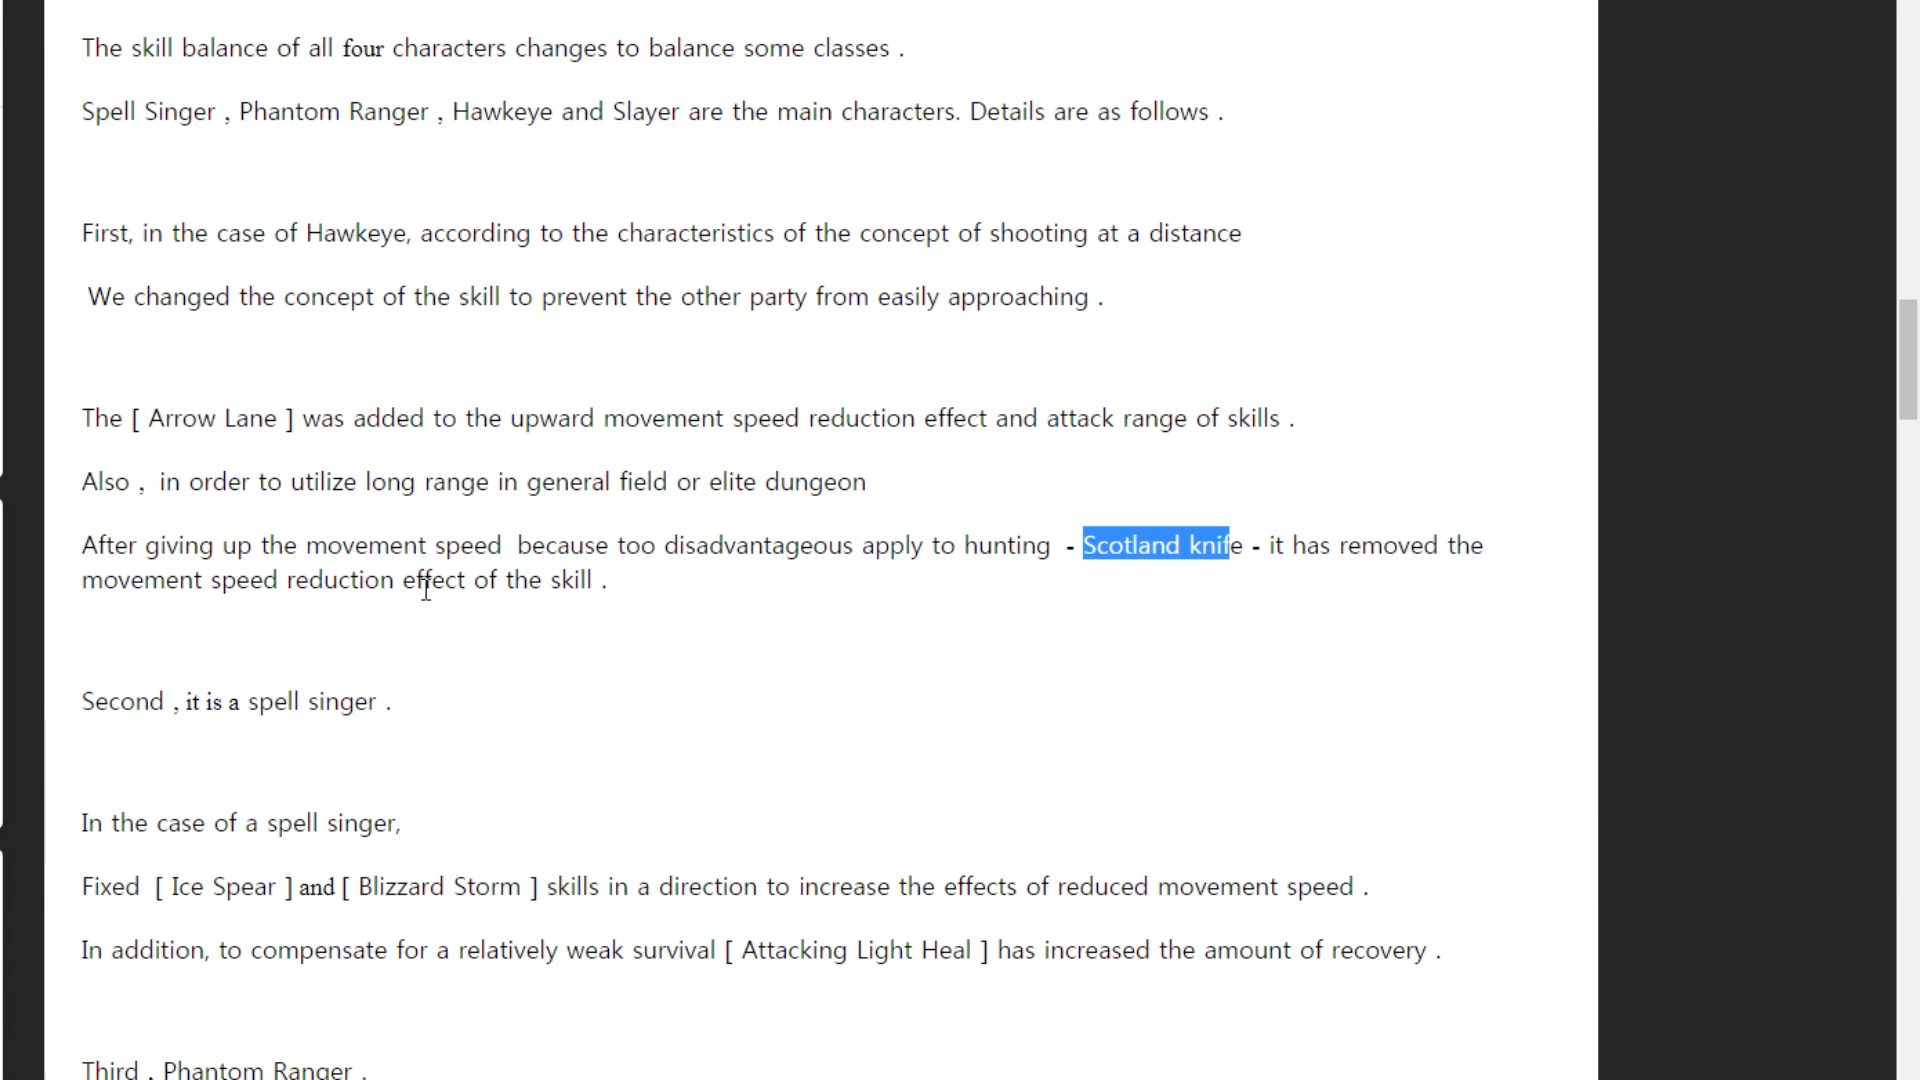 The skill balance of all four characters changes to balance some classes .
Spell Singer , Phantom Ranger , Hawkeye and Slayer are the main characters. Details are as follows .
First, in the case of Hawkeye, according to the characteristics of the concept of shooting at a distance
We changed the concept of the skill to prevent the other party from easily approaching .
The [ Arrow Lane ] was added to the upward movement speed reduction effect and attack range of skills .
Also , in order to utilize long range in general field or elite dungeon
After giving up the movement speed because too disadvantageous apply to hunting - Scotland knife - it has removed the
movement speed reduction effect of the skill .
Second , it is a spell singer .
In the case of a spell singer,
Fixed [ Ice Spear ] and [ Blizzard Storm ] skills in a direction to increase the effects of reduced movement speed .
In addition, to compensate for a relatively weak survival [ Attacking Light Heal ] has increased the amount of recovery .
Third , Phantom Ranger .